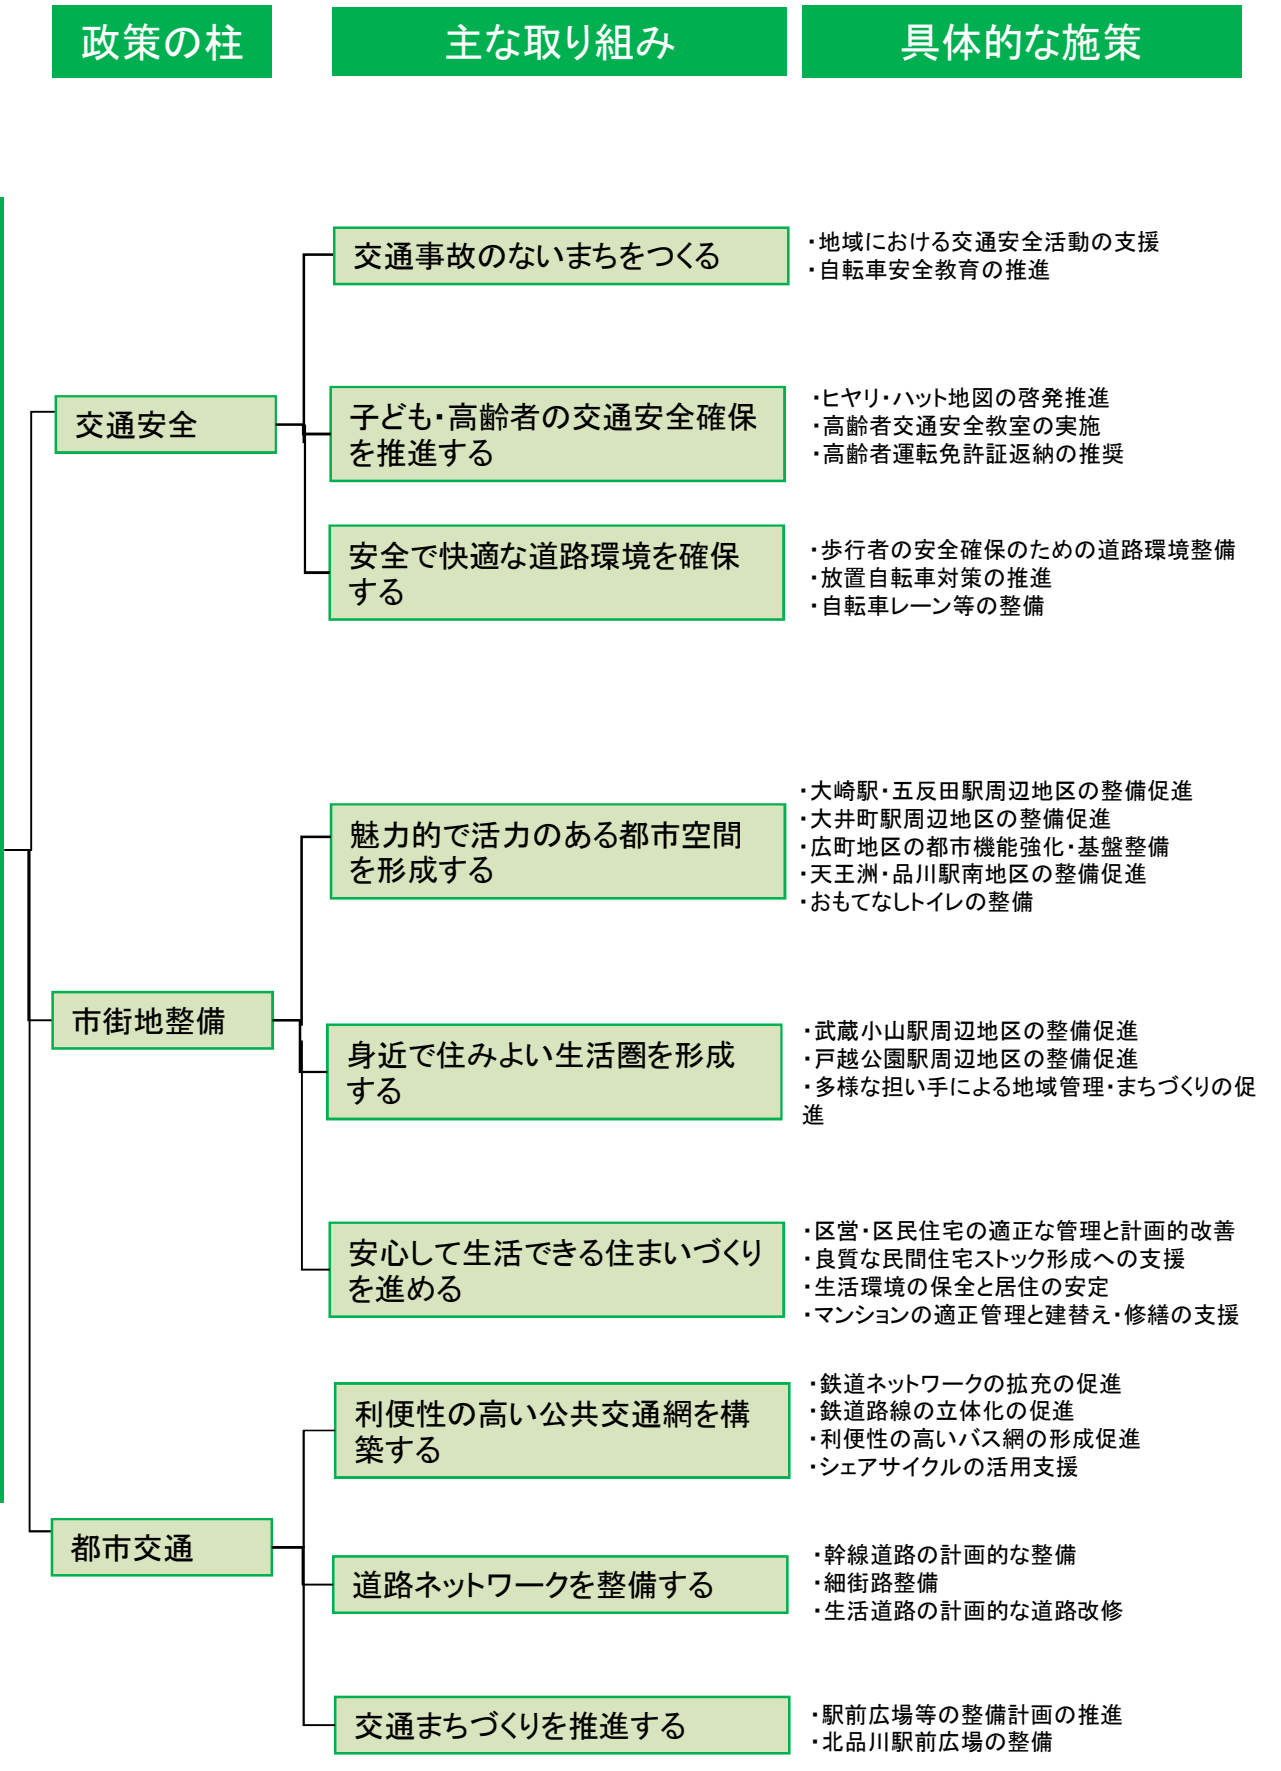 政策の柱
主な取り組み
具体的な施策
交通安全
交通事故のないまちをつくる
・地域における交通安全活動の支援
・自転車安全教育の推進
子ども・高齢者の交通安全確保
を推進する
・ヒヤリ・ハット地図の啓発推進
・高齢者交通安全教室の実施
・高齢者運転免許証返納の推奨
安全で快適な道路環境を確保
する
・歩行者の安全確保のための道路環境整備
・放置自転車対策の推進
・自転車レーン等の整備
市街地整備
魅力的で活力のある都市空間
を形成する
・大崎駅・五反田駅周辺地区の整備促進
・大井町駅周辺地区の整備促進
・広町地区の都市機能強化・基盤整備
・天王洲・品川駅南地区の整備促進
・おもてなしトイレの整備
身近で住みよい生活圏を形成
する
・武蔵小山駅周辺地区の整備促進
・戸越公園駅周辺地区の整備促進
・多様な担い手による地域管理・まちづくりの促
進
安心して生活できる住まいづくり
を進める
・区営・区民住宅の適正な管理と計画的改善
・良質な民間住宅ストック形成への支援
・生活環境の保全と居住の安定
・マンションの適正管理と建替え・修繕の支援
都市交通
利便性の高い公共交通網を構
築する
・鉄道ネットワークの拡充の促進
・鉄道路線の立体化の促進
・利便性の高いバス網の形成促進
・シェアサイクルの活用支援
道路ネットワークを整備する
・幹線道路の計画的な整備
・細街路整備
・生活道路の計画的な道路改修
交通まちづくりを推進する
・駅前広場等の整備計画の推進
・北品川駅前広場の整備